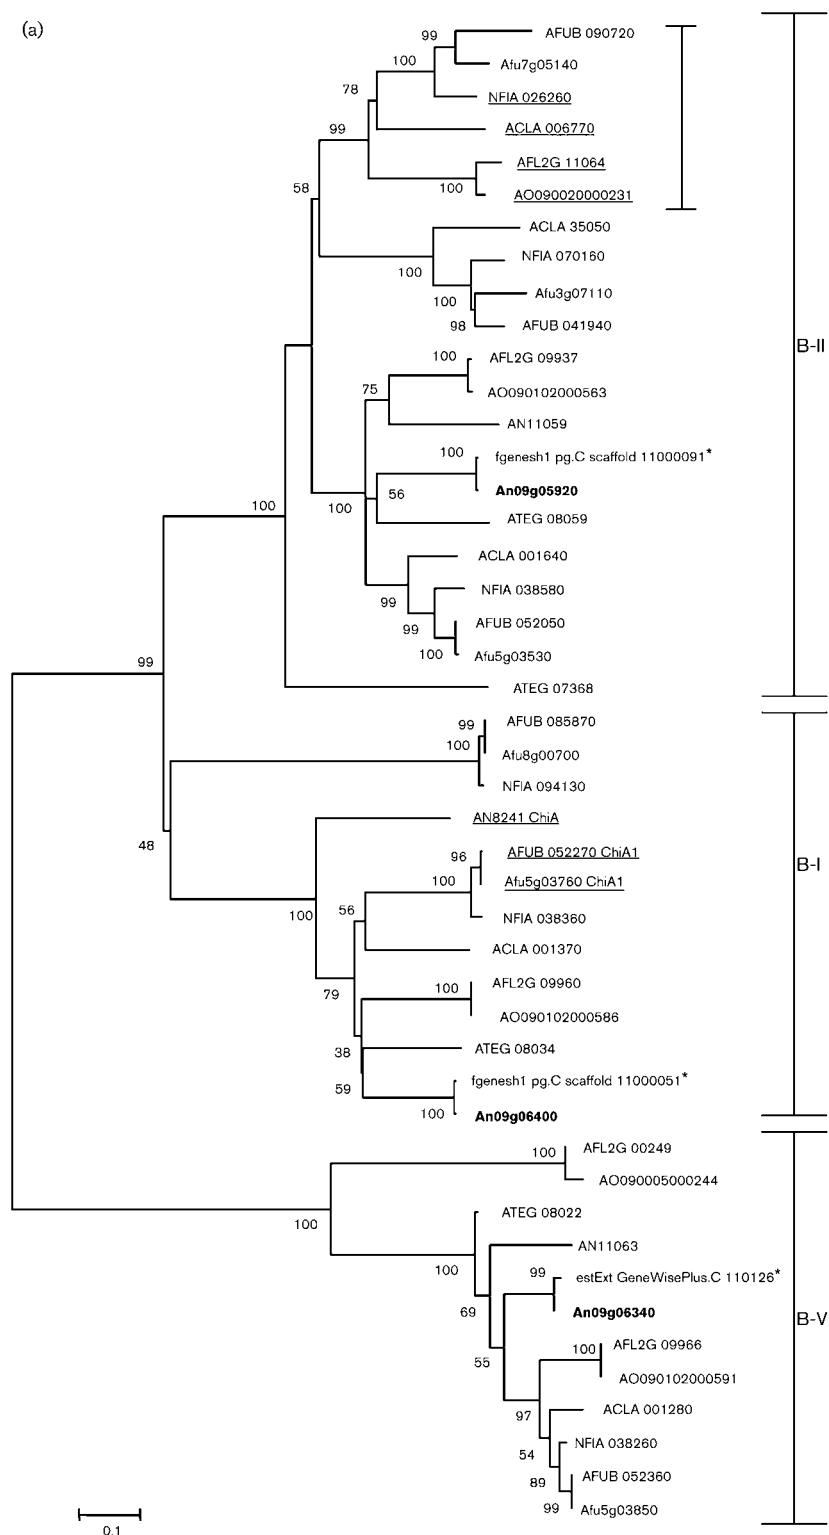 (a)
99
AFUB 090720
100
Afu7g05140
78
NFIA 026260
99
ACLA 006770
AFL2G 11064
100
AO090020000231
58
ACLA 35050
NFIA 070160
100
100
Afu3g07110
98
AFUB 041940
B-II
100
AFL2G 09937
75
AO090102000563
AN11059
100
fgenesh1 pg.C scaffold 11000091*
56
An09g05920
100
100
ATEG 08059
ACLA 001640
99
NFIA 038580
99
AFUB 052050
100
Afu5g03530
99
ATEG 07368
99
AFUB 085870
100
Afu8g00700
NFIA 094130
AN8241 ChiA
48
96
AFUB 052270 ChiA1
B-I
100
Afu5g03760 ChiA1
100
56
NFIA 038360
ACLA 001370
79
100
AFL2G 09960
AO090102000586
38
ATEG 08034
59
fgenesh1 pg.C scaffold 11000051*
100
An09g06400
100
AFL2G 00249
AO090005000244
100
ATEG 08022
AN11063
100
99
estExt GeneWisePlus.C 110126*
69
An09g06340
B-V
55
100
AFL2G 09966
AO090102000591
97
ACLA 001280
54
NFIA 038260
89
AFUB 052360
99
Afu5g03850
0.1